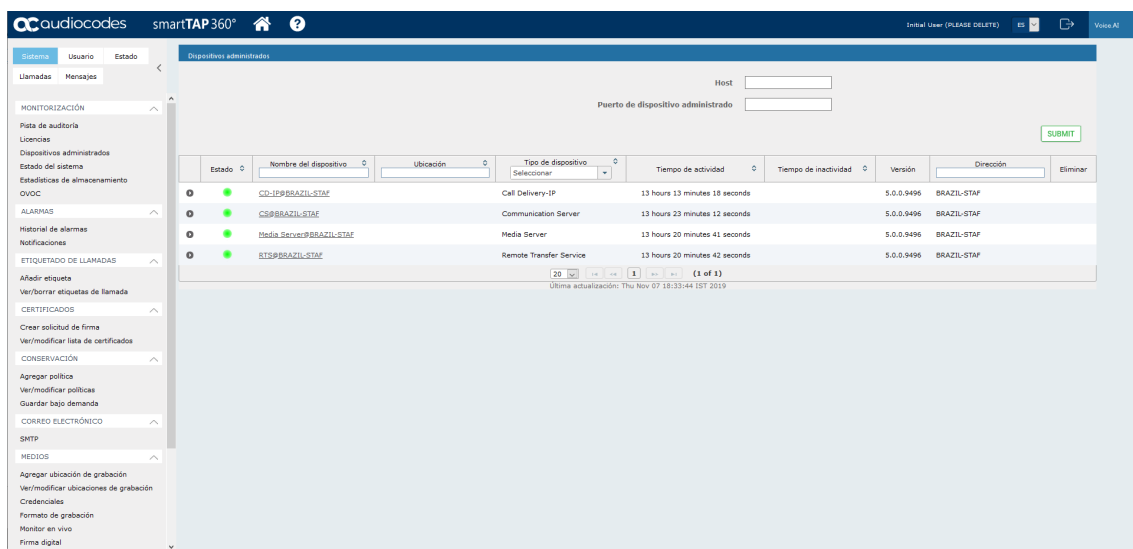 audiocodes smartTAP 360° Initial User (PLEASE DELETE) ES Voice AI
Sistema Usuario Estado
Llamadas Mensajes
MONITORIZACIÓN
Pista de auditoría
Licencias
Dispositivos administrados
Estado del sistema
Estadísticas de almacenamiento
OVOC
ALARMAS
Historial de alarmas
Notificaciones
ETIQUETADO DE LLAMADAS
Añadir etiqueta
Ver/borrar etiquetas de llamada
CERTIFICADOS
Crear solicitud de firma
Ver/modificar lista de certificados
CONSERVACIÓN
Agregar política
Ver/modificar políticas
Guardar bajo demanda
CORREO ELECTRÓNICO
SMTP
MEDIOS
Agregar ubicación de grabación
Ver/modificar ubicaciones de grabación
Credenciales
Formato de grabación
Monitor en vivo
Firma digital
Dispositivos administrados
Host
Puerto de dispositivo administrado
SUBMIT
Estado Nombre del dispositivo Ubicación Tipo de dispositivo Seleccionar Tiempo de actividad Tiempo de inactividad Versión Dirección Eliminar
CD-IP@BRAZIL-STAF Call Delivery-IP 13 hours 13 minutes 18 seconds 5.0.0.9496 BRAZIL-STAF
CS@BRAZIL-STAF Communication Server 13 hours 23 minutes 12 seconds 5.0.0.9496 BRAZIL-STAF
Media Server@BRAZIL-STAF Media Server 13 hours 20 minutes 41 seconds 5.0.0.9496 BRAZIL-STAF
RTS@BRAZIL-STAF Remote Transfer Service 13 hours 20 minutes 42 seconds 5.0.0.9496 BRAZIL-STAF
20 1 (1 of 1)
Última actualización: Thu Nov 07 18:33:44 IST 2019